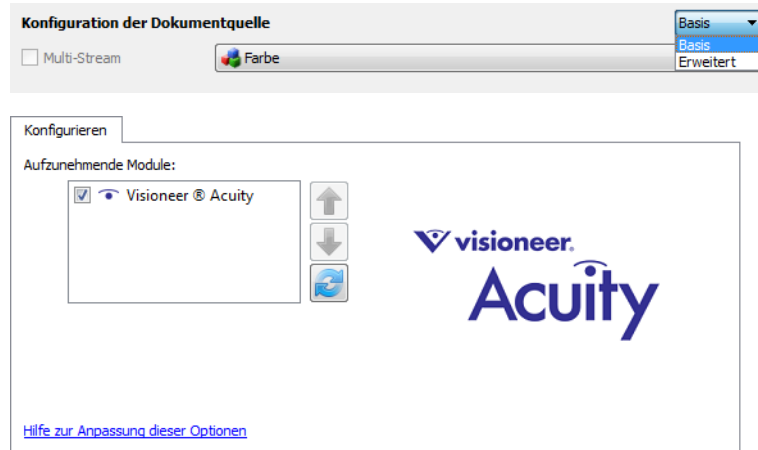 Konfiguration der Dokumentquelle
Basis
Basis
Erweitert
Multi-Stream
Farbe
Konfigurieren
Aufzunehmende Module:
Visioneer ® Acuity
visioneer.
Acuity
Hilfe zur Anpassung dieser Optionen